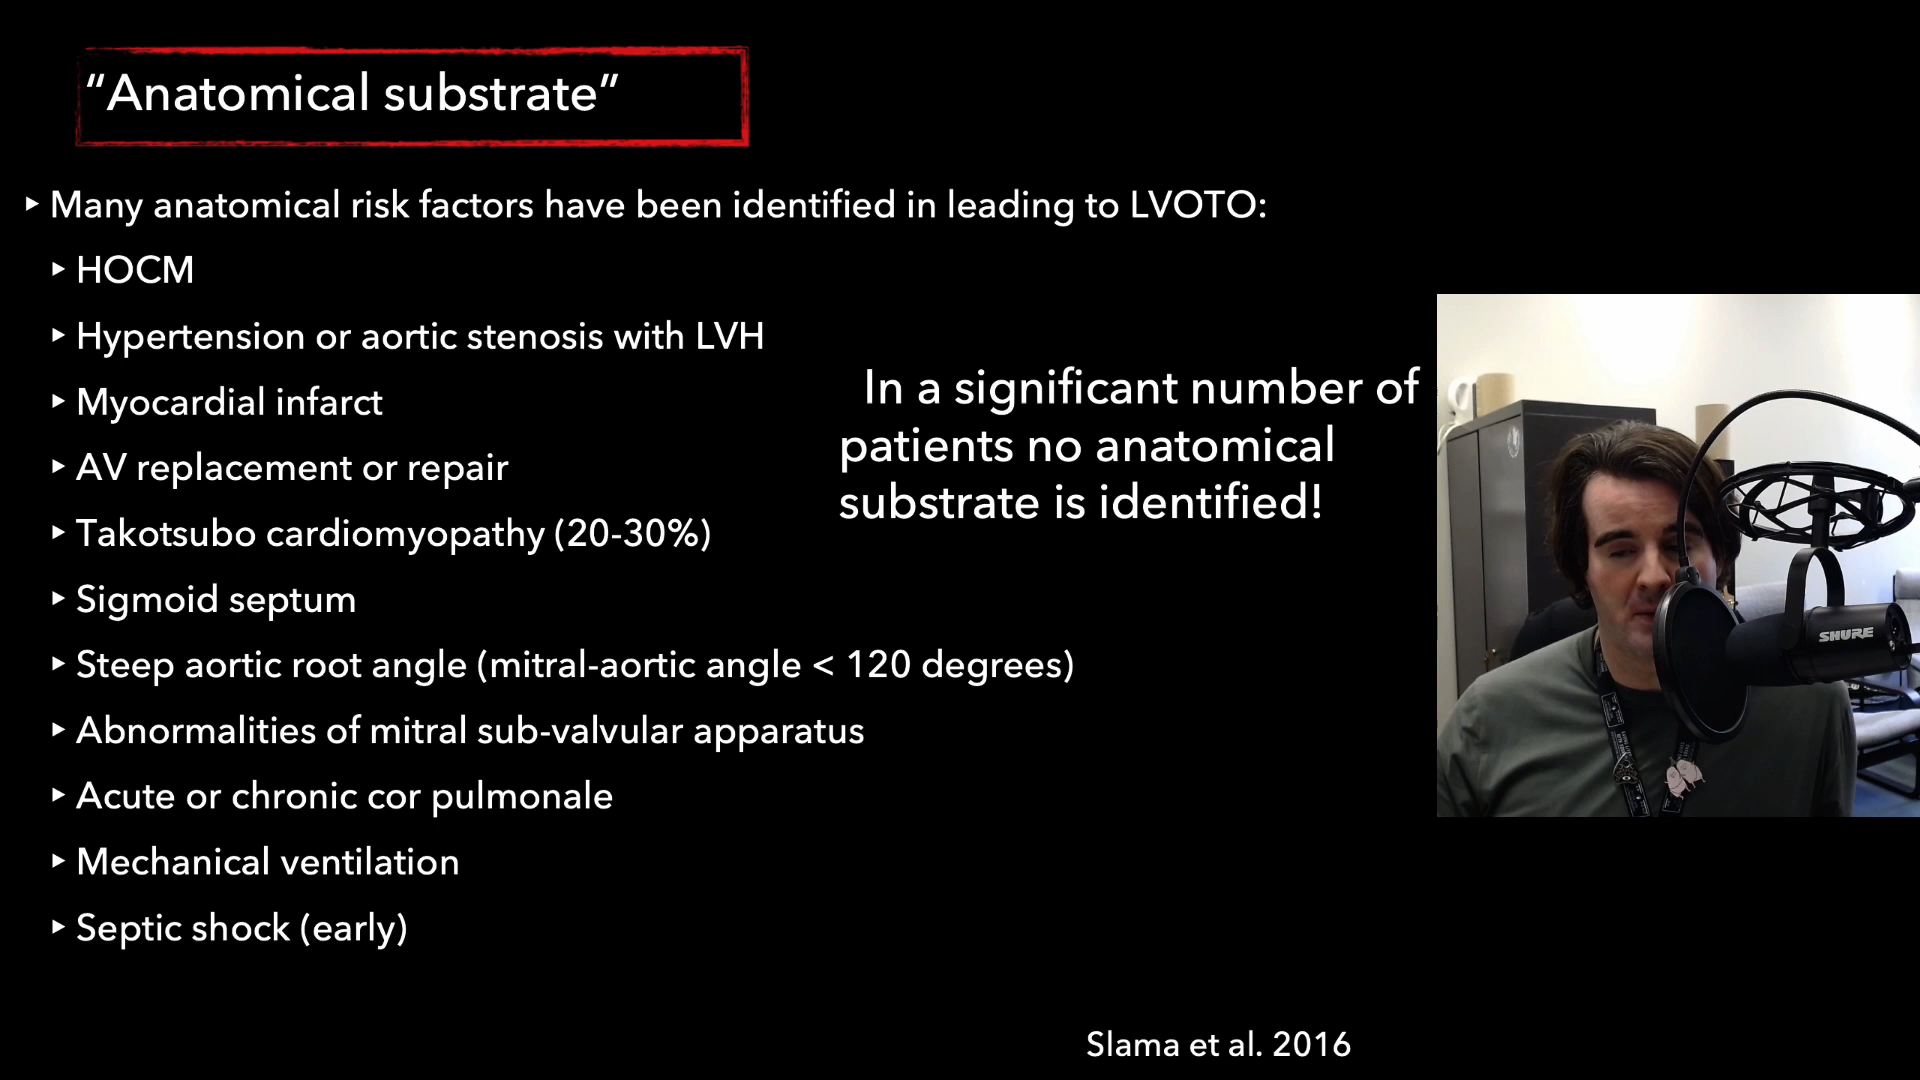 “Anatomical substrate”
‣ Many anatomical risk factors have been identified in leading to LVOTO:
‣ HOCM
‣ Hypertension or aortic stenosis with LVH
‣ Myocardial infarct
‣ AV replacement or repair
‣ Takotsubo cardiomyopathy (20-30%)
‣ Sigmoid septum
‣ Steep aortic root angle (mitral-aortic angle < 120 degrees)
‣ Abnormalities of mitral sub-valvular apparatus
‣ Acute or chronic cor pulmonale
‣ Mechanical ventilation
‣ Septic shock (early)
In a significant number of
patients no anatomical
substrate is identified!
SHURE
Slama et al. 2016